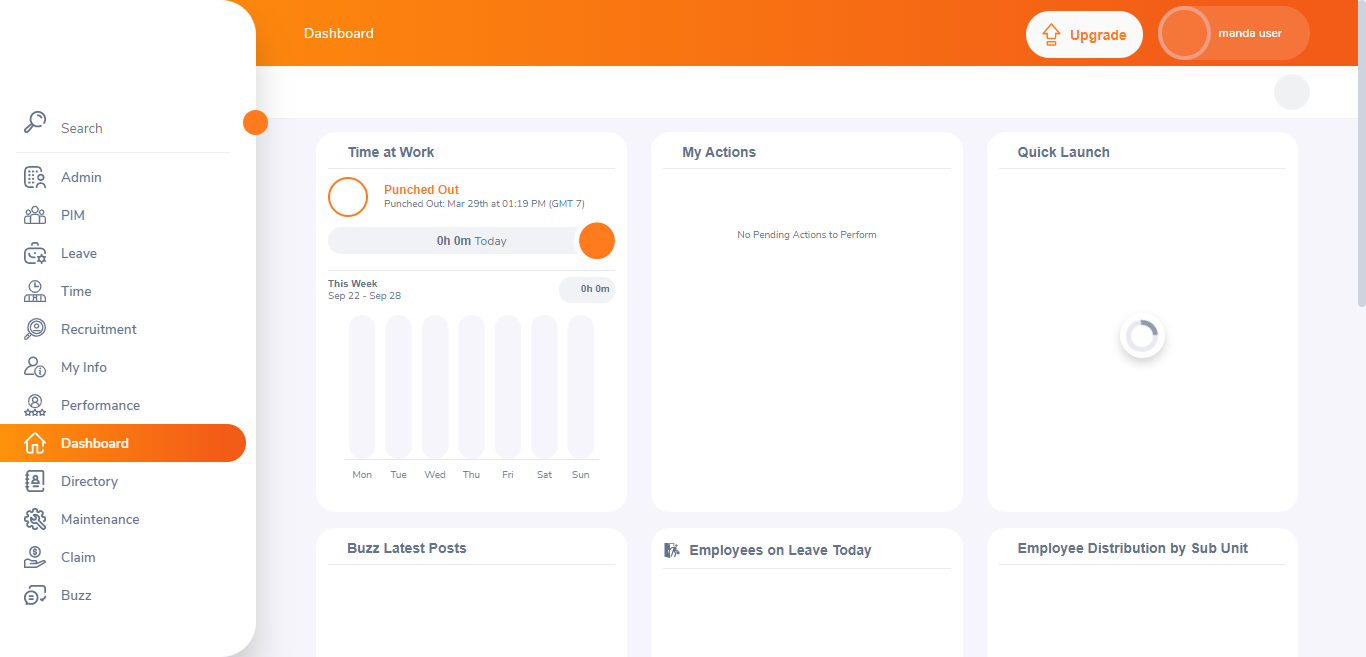 Dashboard
Upgrade
manda user
Search
Admin
PIM
Leave
Time
Recruitment
My Info
Performance
Dashboard
Directory
Maintenance
Claim
Buzz
Time at Work
Punched Out
Punched Out: Mar 29th at 01:19 PM (GMT 7)
0h 0m Today
This Week
Sep 22 - Sep 28
0h 0m
Mon Tue Wed Thu Fri Sat Sun
My Actions
No Pending Actions to Perform
Quick Launch
Buzz Latest Posts
Employees on Leave Today
Employee Distribution by Sub Unit